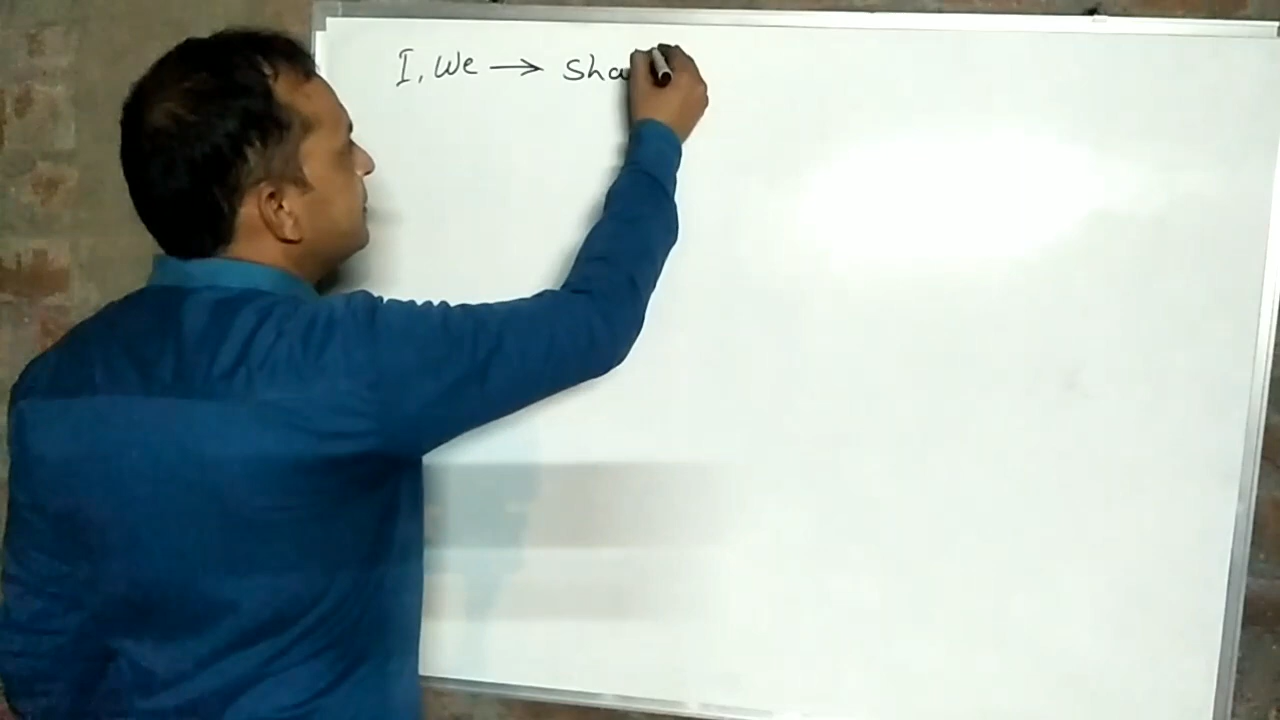 I, We → Sha